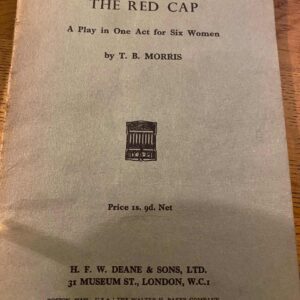 THE RED CAP
A Play in One Act for Six Women
by T. B. MORRIS
Price 1s. 9d. Net
H. F. W. DEANE & SONS, LTD.
31 MUSEUM ST., LONDON, W.C.1